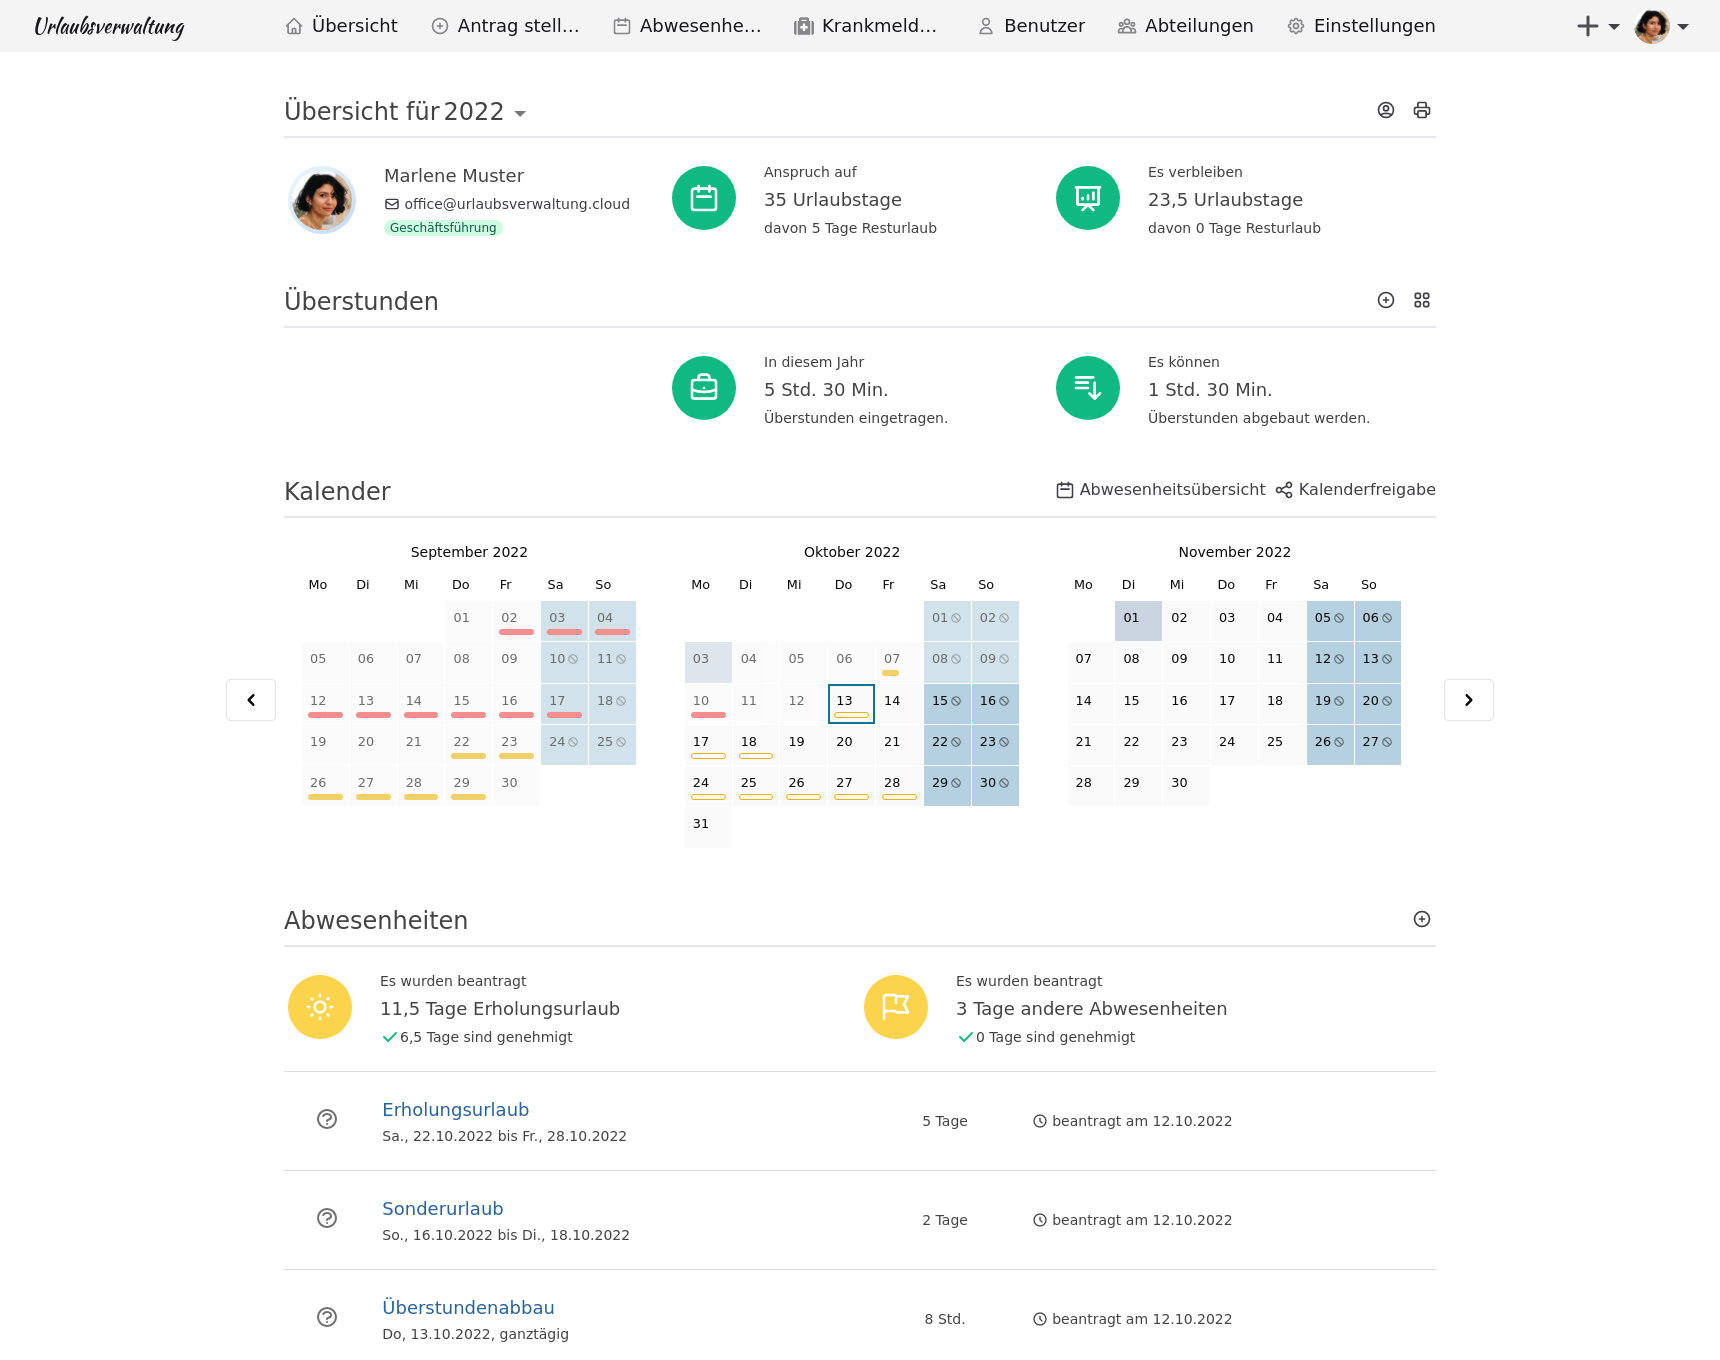 Urlaubsverwaltung
Übersicht
Antrag stell…
Abwesenhe…
Krankmeld…
Benutzer
Abteilungen
Einstellungen
Übersicht für 2022
Marlene Muster
office@urlaubsverwaltung.cloud
Geschäftsführung
Anspruch auf
35 Urlaubstage
davon 5 Tage Resturlaub
Es verbleiben
23,5 Urlaubstage
davon 0 Tage Resturlaub
Überstunden
In diesem Jahr
5 Std. 30 Min.
Überstunden eingetragen.
Es können
1 Std. 30 Min.
Überstunden abgebaut werden.
Kalender
Abwesenheitsübersicht
Kalenderfreigabe
September 2022
Mo Di Mi Do Fr Sa So
01 02 03 04
05 06 07 08 09 10 11
12 13 14 15 16 17 18
19 20 21 22 23 24 25
26 27 28 29 30
Oktober 2022
Mo Di Mi Do Fr Sa So
01 02
03 04 05 06 07 08 09
10 11 12 13 14 15 16
17 18 19 20 21 22 23
24 25 26 27 28 29 30
31
November 2022
Mo Di Mi Do Fr Sa So
01 02 03 04 05 06
07 08 09 10 11 12 13
14 15 16 17 18 19 20
21 22 23 24 25 26 27
28 29 30
Abwesenheiten
Es wurden beantragt
11,5 Tage Erholungsurlaub
6,5 Tage sind genehmigt
Es wurden beantragt
3 Tage andere Abwesenheiten
0 Tage sind genehmigt
Erholungsurlaub
Sa., 22.10.2022 bis Fr., 28.10.2022
5 Tage
beantragt am 12.10.2022
Sonderurlaub
So., 16.10.2022 bis Di., 18.10.2022
2 Tage
beantragt am 12.10.2022
Überstundenabbau
Do, 13.10.2022, ganztägig
8 Std.
beantragt am 12.10.2022